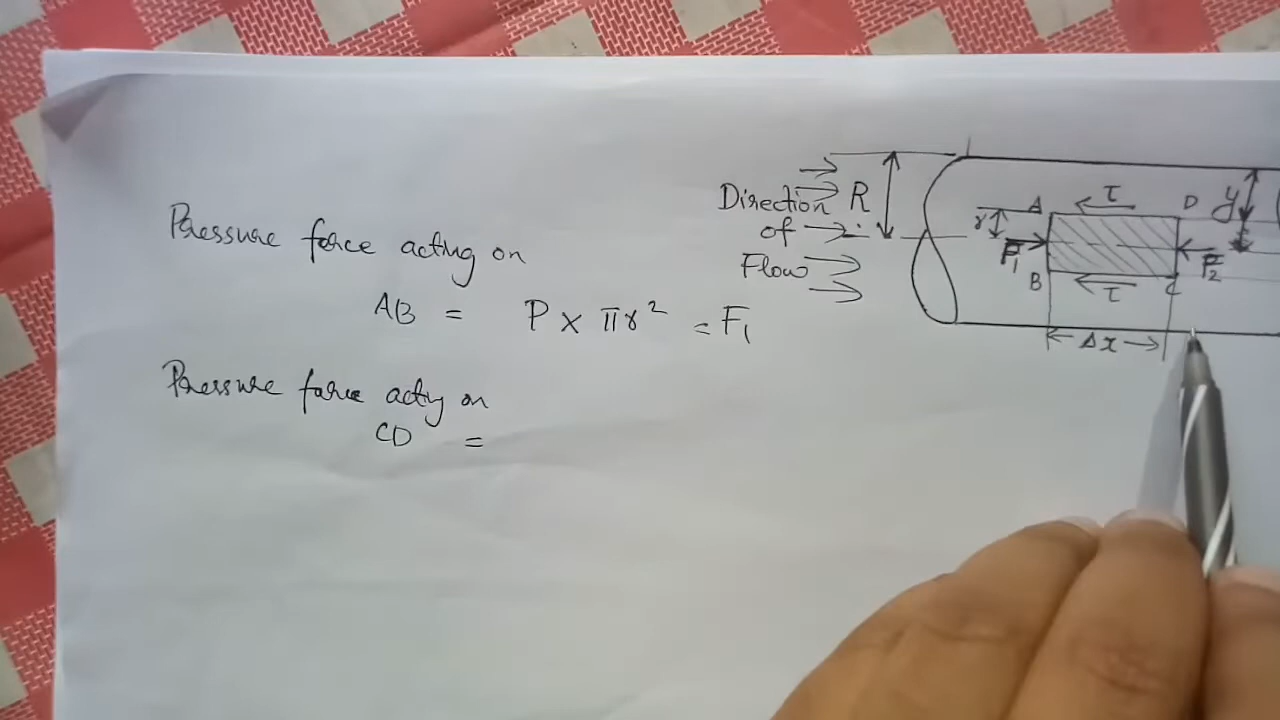 Pressure force acting on
AB = P × πr² = F₁
Pressure force acting on
CD =
Direction
of
Flow
R
r
A
τ
D
y
F₁
F₂
B
τ
C
Δx